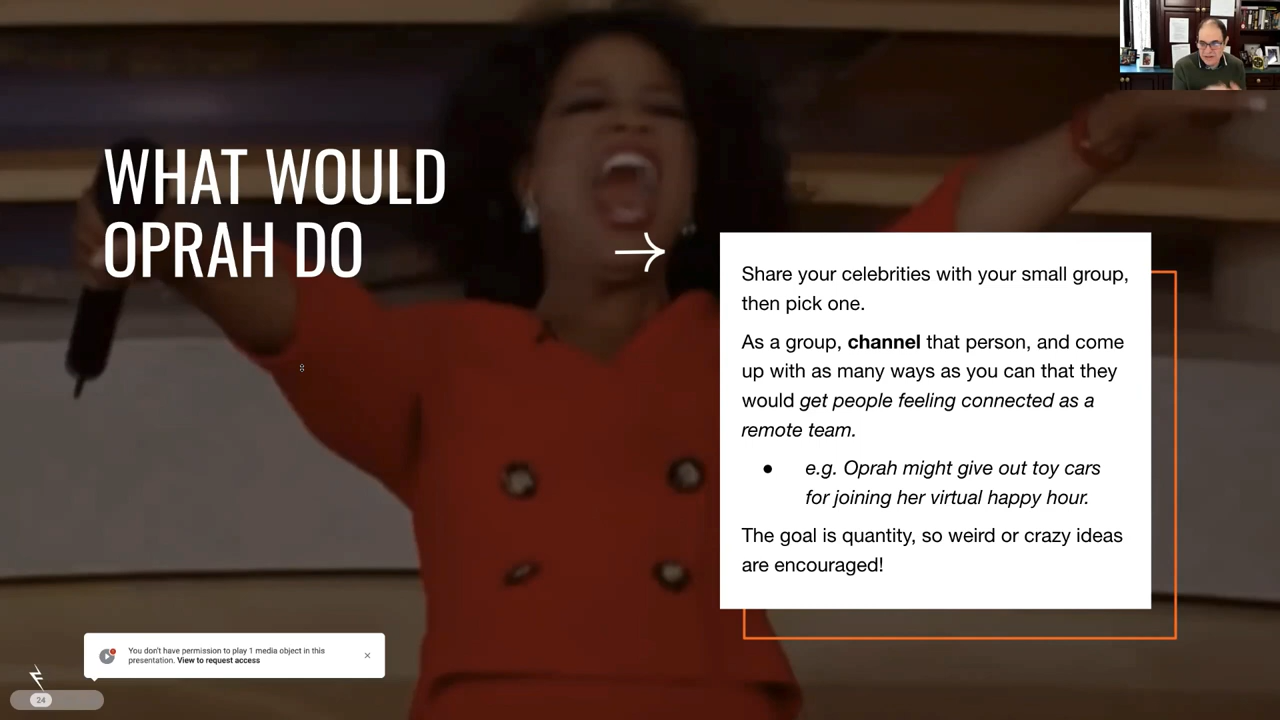 WHAT WOULD
OPRAH DO
Share your celebrities with your small group,
then pick one.
As a group, channel that person, and come
up with as many ways as you can that they
would get people feeling connected as a
remote team.
● e.g. Oprah might give out toy cars
for joining her virtual happy hour.
The goal is quantity, so weird or crazy ideas
are encouraged!
You don't have permission to play 1 media object in this
presentation. View to request access
24